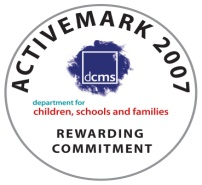 ACTIVEMARK 2007
dcms
department for
children, schools and families
REWARDING
COMMITMENT